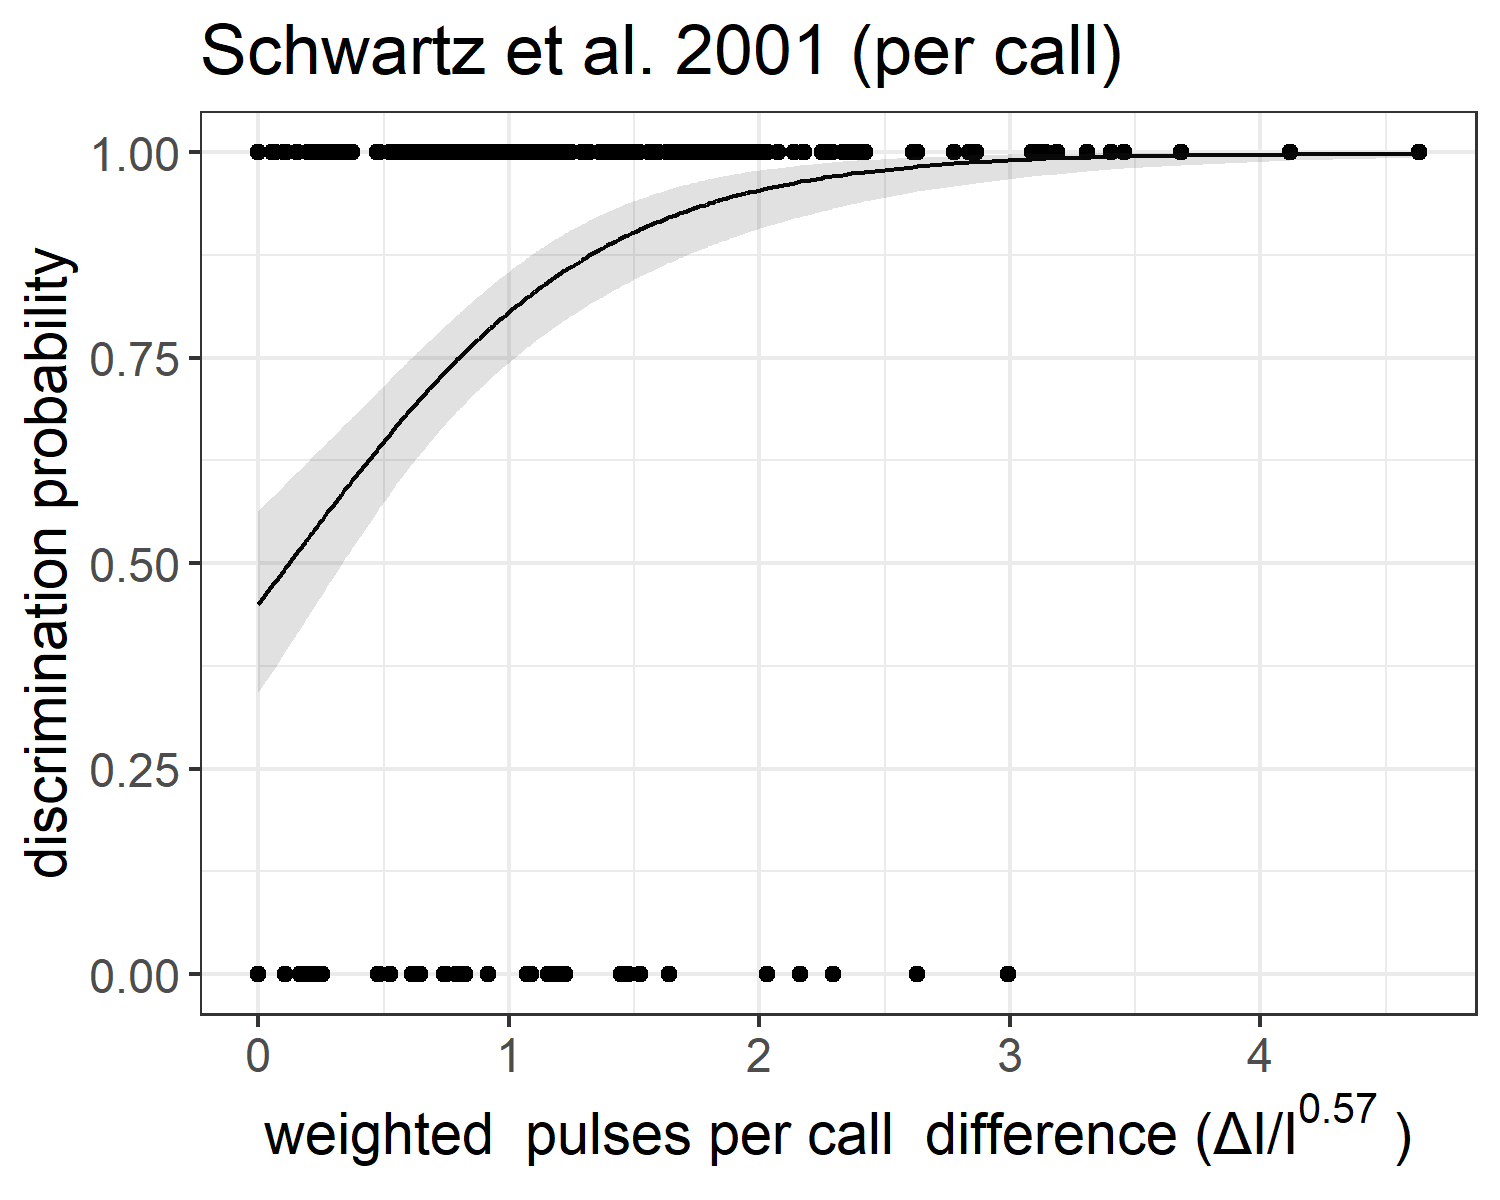 Schwartz et al. 2001 (per call)
discrimination probability
1.00
0.75
0.50
0.25
0.00
0 1 2 3 4
weighted  pulses per call  difference (ΔI/I^0.57 )